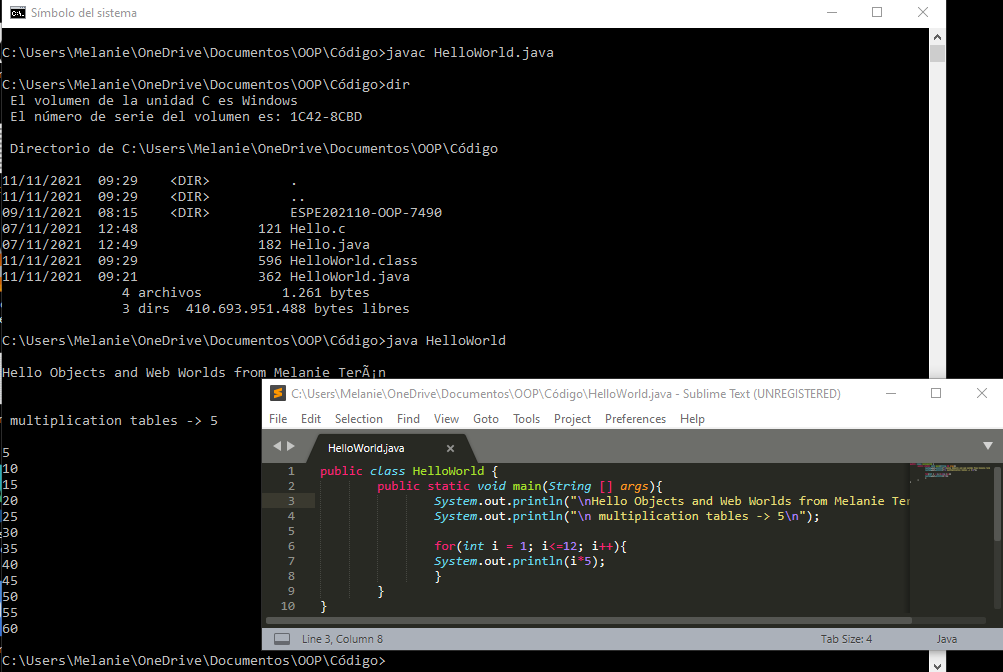 Símbolo del sistema
C:\Users\Melanie\OneDrive\Documentos\OOP\Código>javac HelloWorld.java
C:\Users\Melanie\OneDrive\Documentos\OOP\Código>dir
El volumen de la unidad C es Windows
El número de serie del volumen es: 1C42-8CBD
Directorio de C:\Users\Melanie\OneDrive\Documentos\OOP\Código
11/11/2021  09:29    <DIR>          .
11/11/2021  09:29    <DIR>          ..
09/11/2021  08:15    <DIR>          ESPE202110-OOP-7490
07/11/2021  12:48               121 Hello.c
07/11/2021  12:49               182 Hello.java
11/11/2021  09:29               596 HelloWorld.class
11/11/2021  09:21               362 HelloWorld.java
4 archivos          1.261 bytes
3 dirs  410.693.951.488 bytes libres
C:\Users\Melanie\OneDrive\Documentos\OOP\Código>java HelloWorld
Hello Objects and Web Worlds from Melanie TerÃ¡n
multiplication tables -> 5
5
10
15
20
25
30
35
40
45
50
55
60
C:\Users\Melanie\OneDrive\Documentos\OOP\Código>
C:\Users\Melanie\OneDrive\Documentos\OOP\Código\HelloWorld.java - Sublime Text (UNREGISTERED)
File Edit Selection Find View Goto Tools Project Preferences Help
HelloWorld.java
1 public class HelloWorld {
2 public static void main(String [] args){
3 System.out.println("\nHello Objects and Web Worlds from Melanie Ter
4 System.out.println("\n multiplication tables -> 5\n");
5
6 for(int i = 1; i<=12; i++){
7 System.out.println(i*5);
8 }
9 }
10 }
Line 3, Column 8 Tab Size: 4 Java